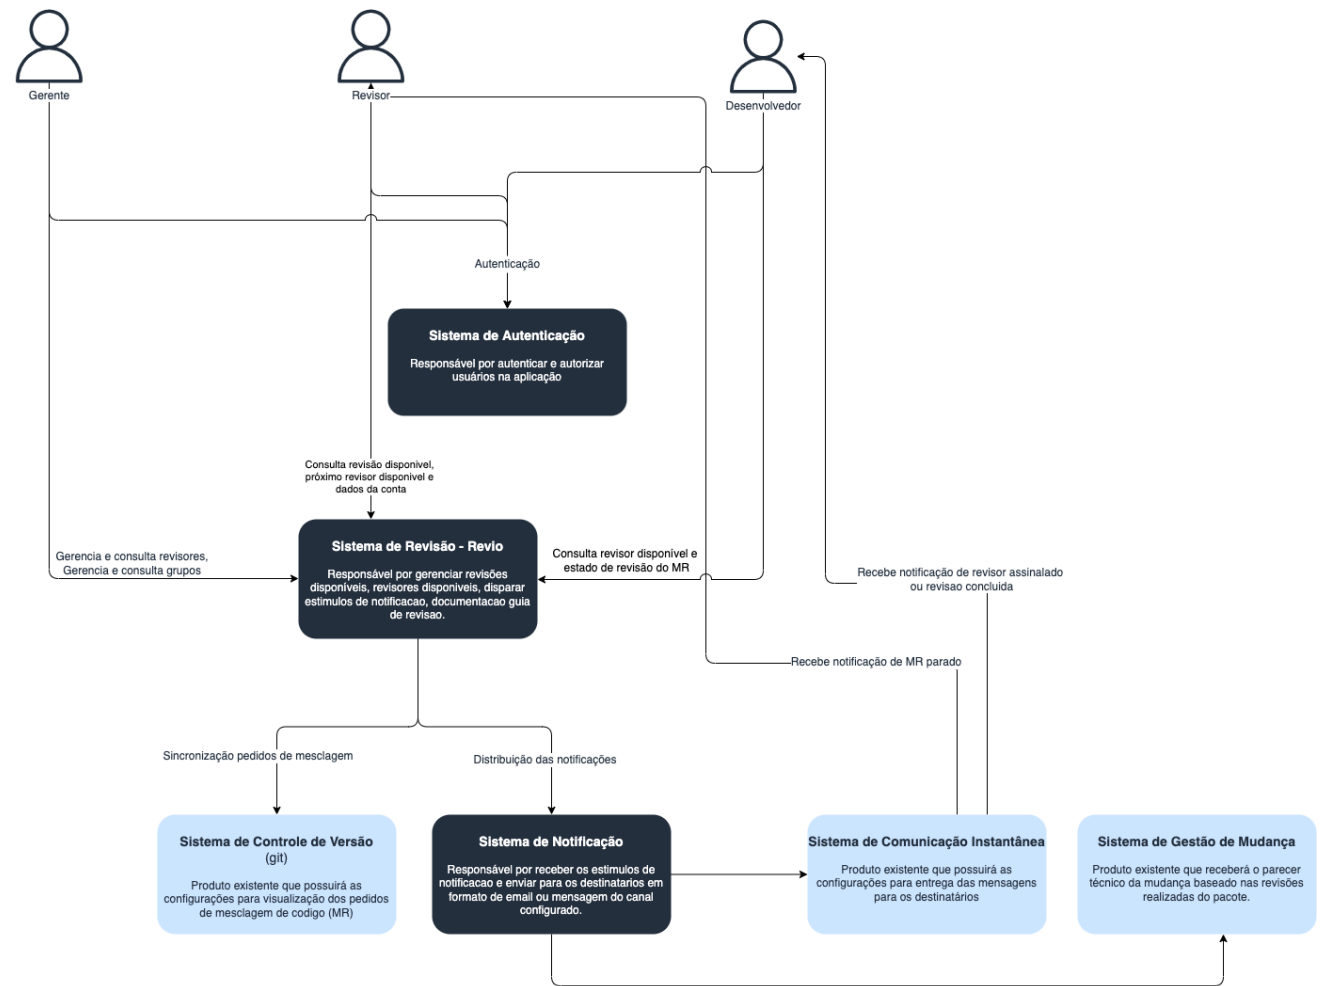 Gerente
Revisor
Desenvolvedor
Autenticação
Sistema de Autenticação
Responsável por autenticar e autorizar
usuários na aplicação
Consulta revisão disponivel,
próximo revisor disponivel e
dados da conta
Gerencia e consulta revisores,
Gerencia e consulta grupos
Sistema de Revisão - Revio
Responsável por gerenciar revisões
disponíveis, revisores disponiveis, disparar
estimulos de notificacao, documentacao guia
de revisao.
Consulta revisor disponível e
estado de revisão do MR
Recebe notificação de revisor assinalado
ou revisao concluida
Recebe notificação de MR parado
Sincronização pedidos de mesclagem
Distribuição das notificações
Sistema de Controle de Versão
(git)
Produto existente que possuirá as
configurações para visualização dos pedidos
de mesclagem de codigo (MR)
Sistema de Notificação
Responsável por receber os estimulos de
notificacao e enviar para os destinatarios em
formato de email ou mensagem do canal
configurado.
Sistema de Comunicação Instantânea
Produto existente que possuirá as
configurações para entrega das mensagens
para os destinatários
Sistema de Gestão de Mudança
Produto existente que receberá o parecer
técnico da mudança baseado nas revisões
realizadas do pacote.